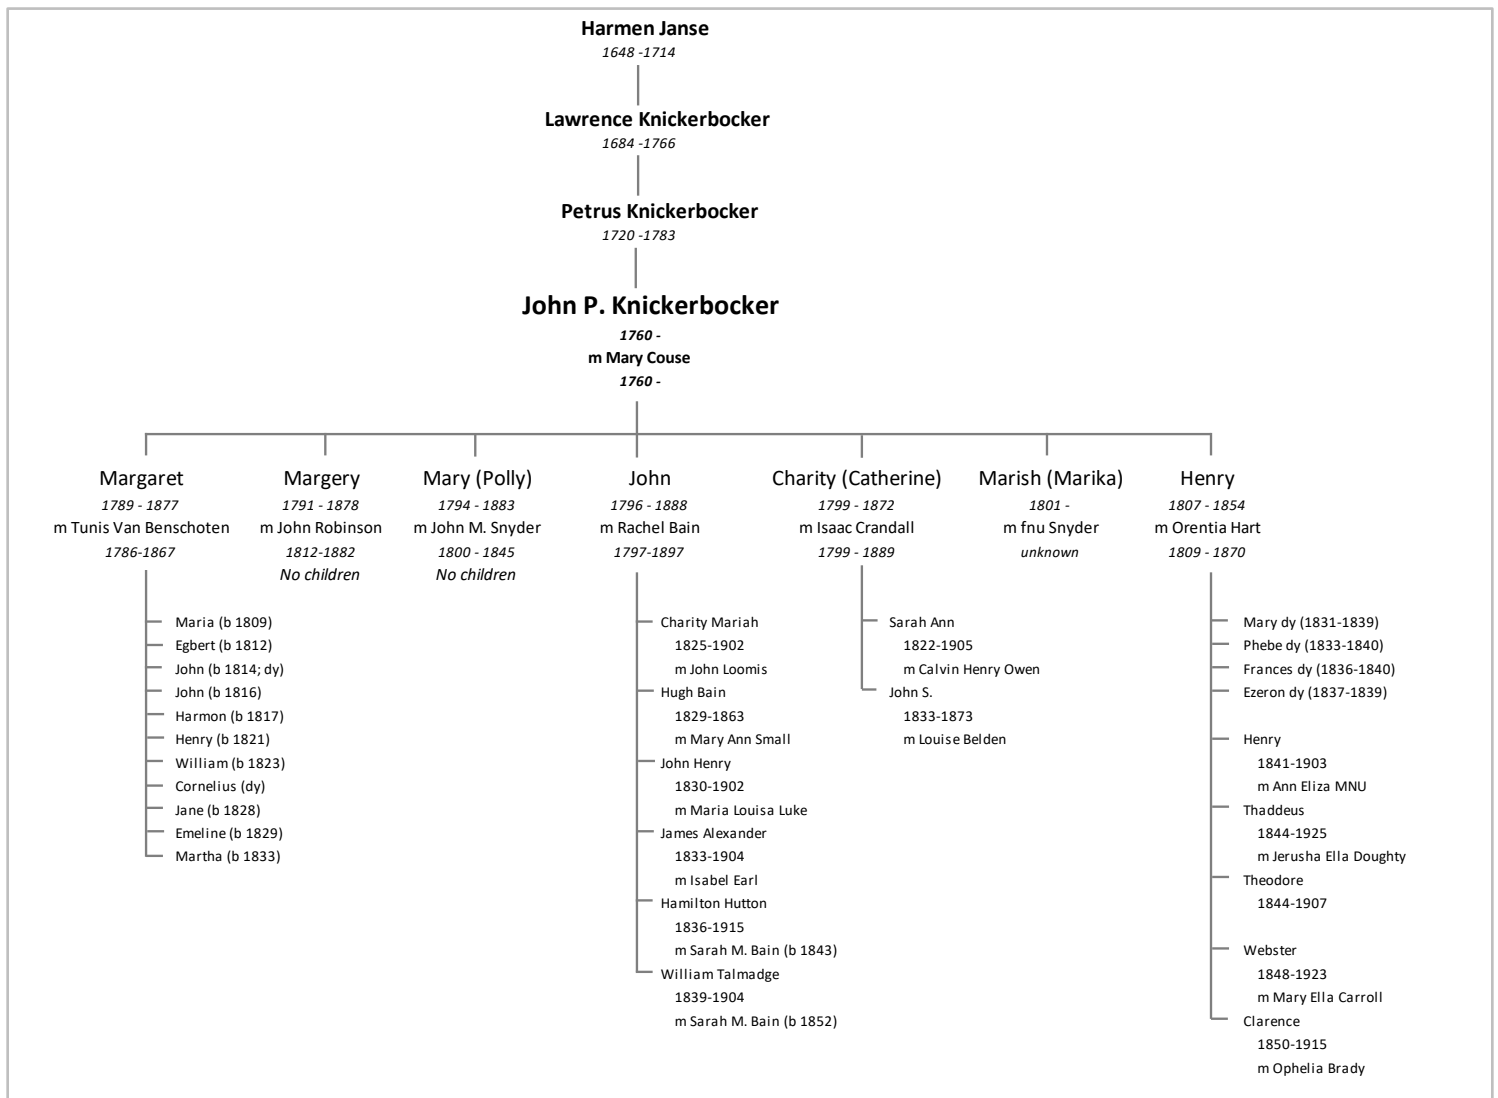 Harmen Janse
1648 -1714
Lawrence Knickerbocker
1684 -1766
Petrus Knickerbocker
1720 -1783
John P. Knickerbocker
1760 -
m Mary Couse
1760 -
Margaret
1789 - 1877
m Tunis Van Benschoten
1786-1867
Maria (b 1809)
Egbert (b 1812)
John (b 1814; dy)
John (b 1816)
Harmon (b 1817)
Henry (b 1821)
William (b 1823)
Cornelius (dy)
Jane (b 1828)
Emeline (b 1829)
Martha (b 1833)
Margery
1791 - 1878
m John Robinson
1812-1882
No children
Mary (Polly)
1794 - 1883
m John M. Snyder
1800 - 1845
No children
John
1796 - 1888
m Rachel Bain
1797-1897
Charity Mariah
1825-1902
m John Loomis
Hugh Bain
1829-1863
m Mary Ann Small
John Henry
1830-1902
m Maria Louisa Luke
James Alexander
1833-1904
m Isabel Earl
Hamilton Hutton
1836-1915
m Sarah M. Bain (b 1843)
William Talmadge
1839-1904
m Sarah M. Bain (b 1852)
Charity (Catherine)
1799 - 1872
m Isaac Crandall
1799 - 1889
Sarah Ann
1822-1905
m Calvin Henry Owen
John S.
1833-1873
m Louise Belden
Marish (Marika)
1801 -
m fnu Snyder
unknown
Henry
1807 - 1854
m Orentia Hart
1809 - 1870
Mary dy (1831-1839)
Phebe dy (1833-1840)
Frances dy (1836-1840)
Ezeron dy (1837-1839)
Henry
1841-1903
m Ann Eliza MNU
Thaddeus
1844-1925
m Jerusha Ella Doughty
Theodore
1844-1907
Webster
1848-1923
m Mary Ella Carroll
Clarence
1850-1915
m Ophelia Brady